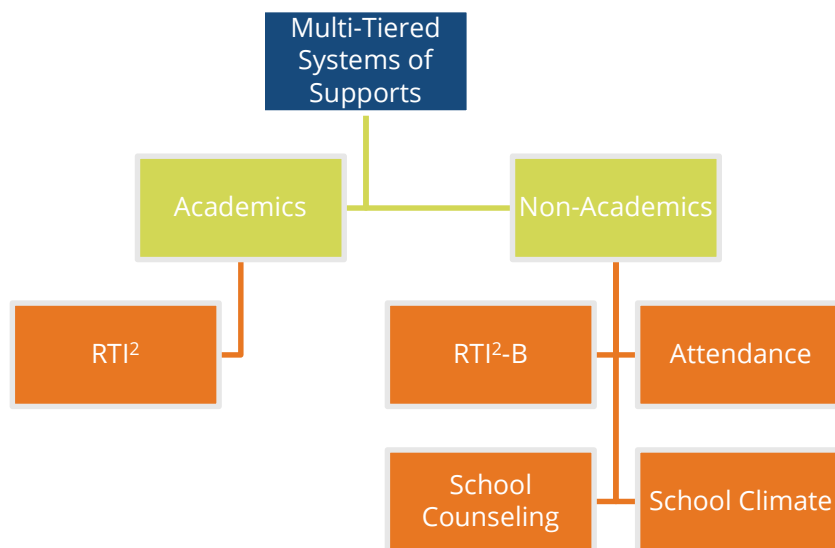 Multi-Tiered
Systems of
Supports
Academics
Non-Academics
RTI²
RTI²-B
Attendance
School
Counseling
School Climate